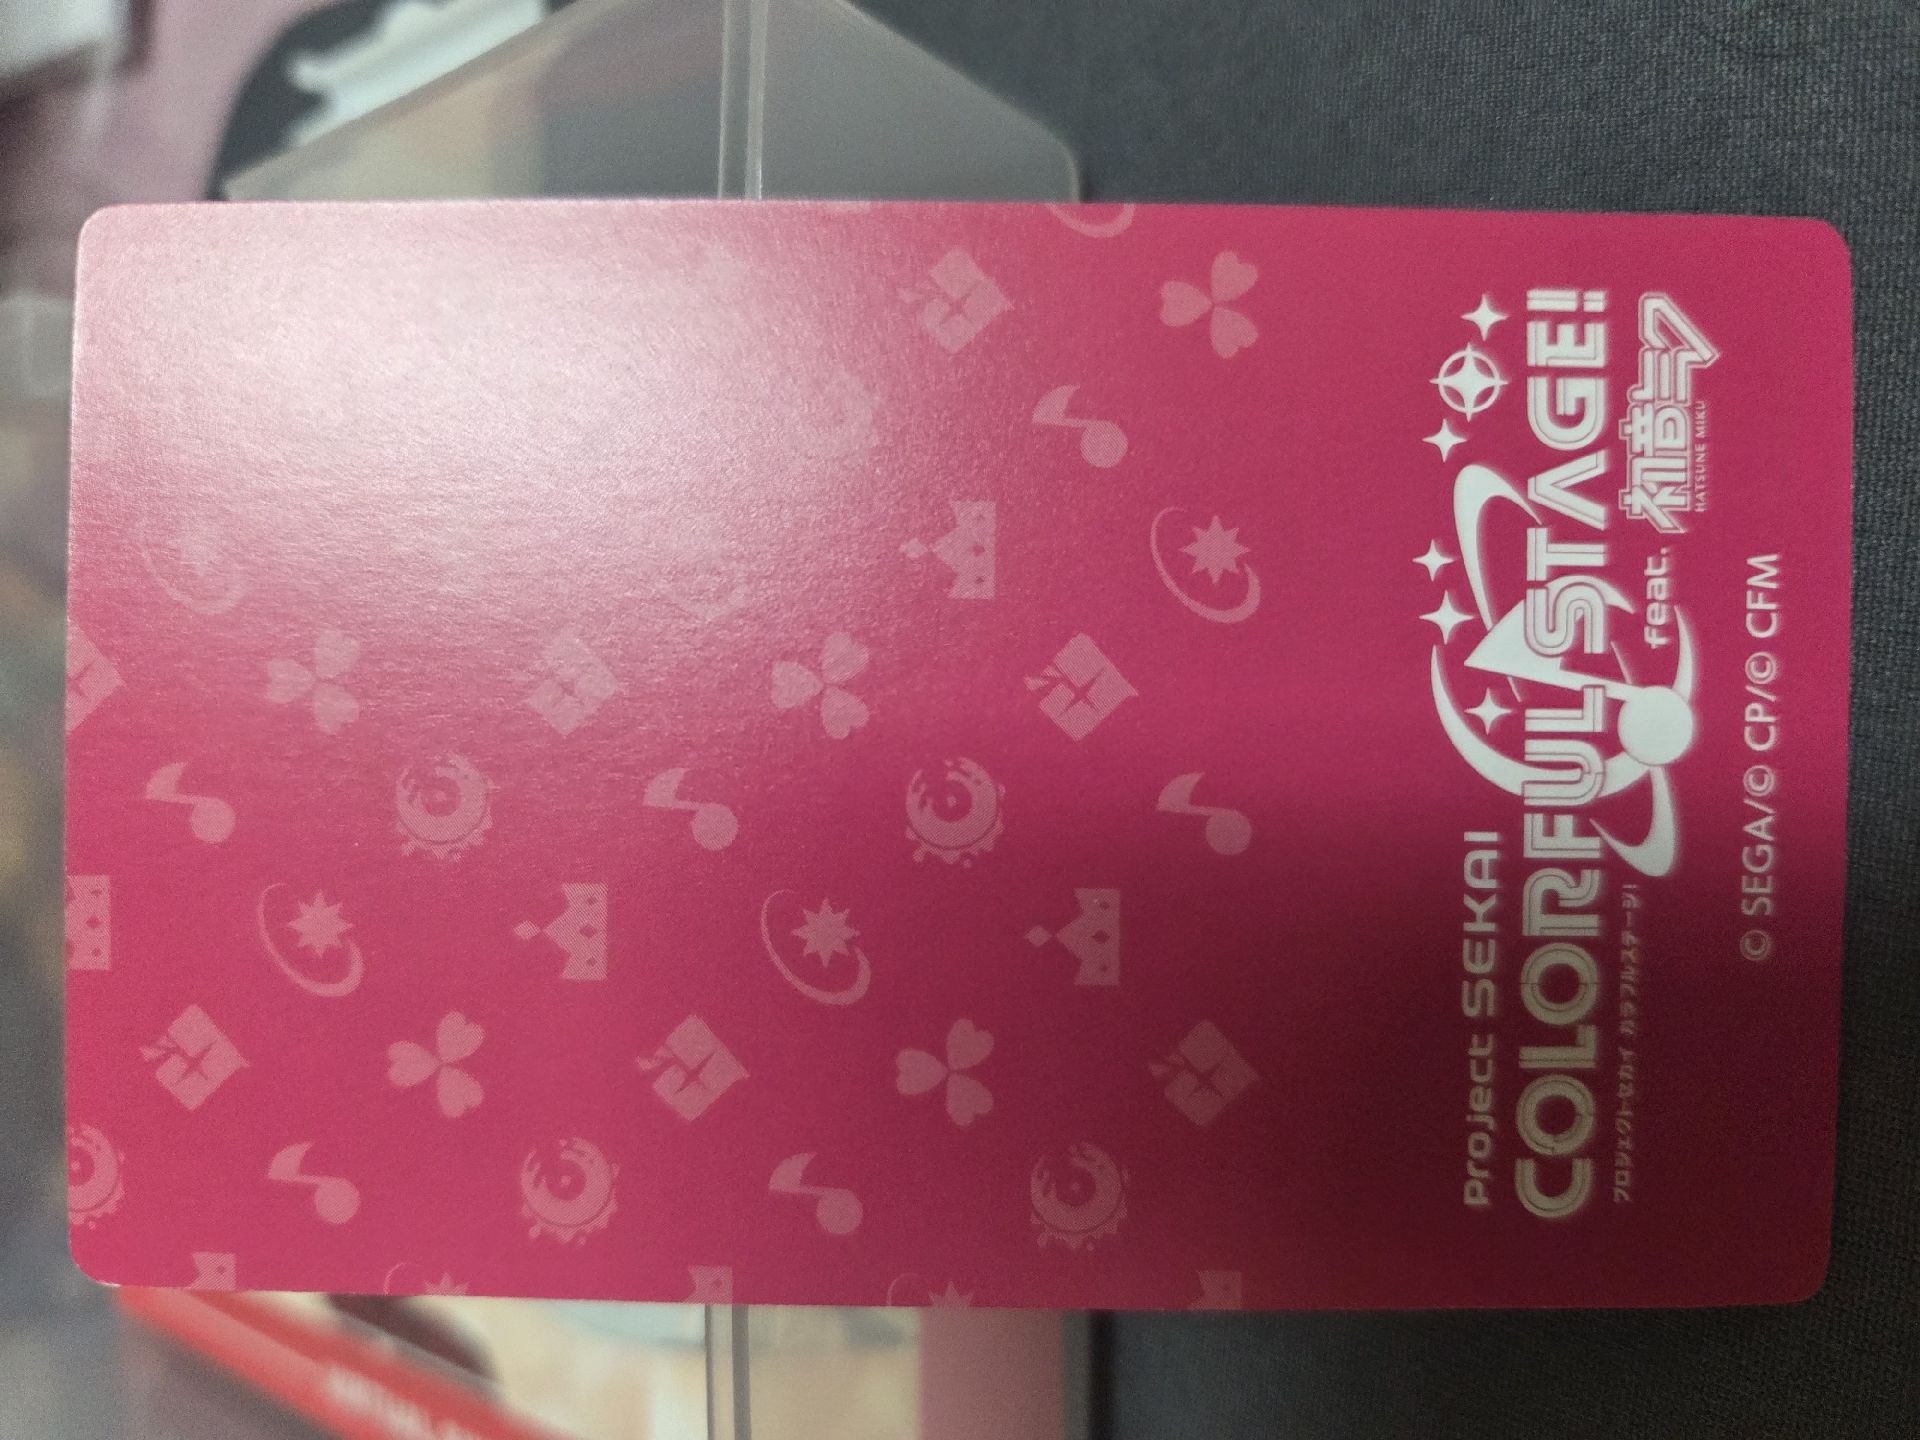 Project SEKAI
COLORFUL STAGE!
プロジェクトセカイ カラフルステージ!
feat. 初音ミク
HATSUNE MIKU
© SEGA/© CP/© CFM